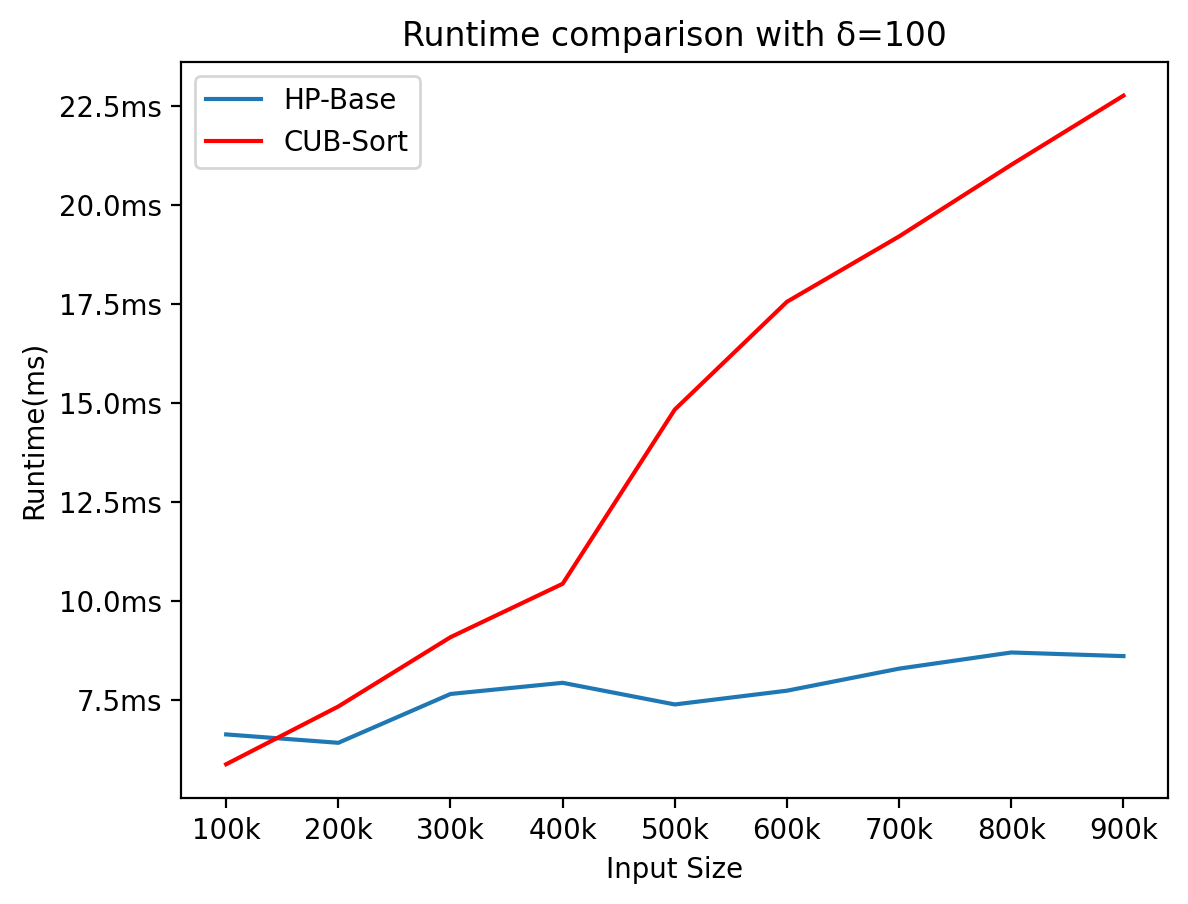 Runtime comparison with δ=100
HP-Base
CUB-Sort
22.5ms
20.0ms
17.5ms
15.0ms
12.5ms
10.0ms
7.5ms
Runtime(ms)
100k 200k 300k 400k 500k 600k 700k 800k 900k
Input Size